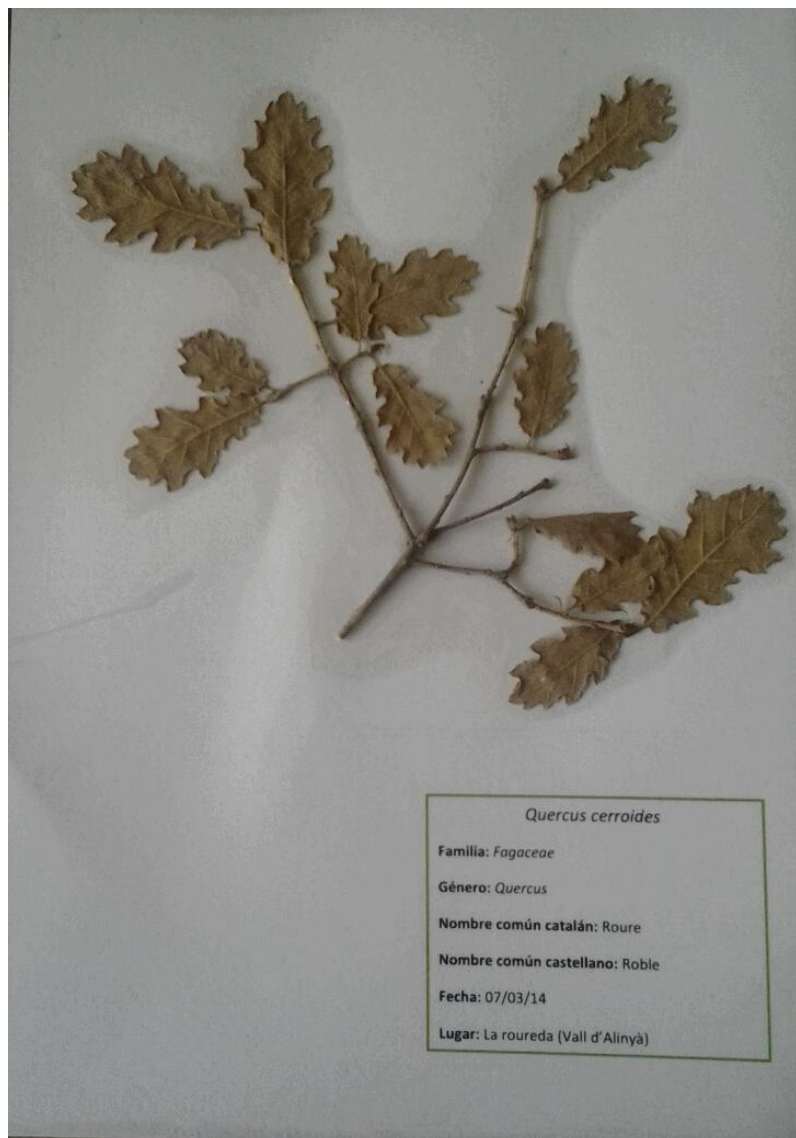 Quercus cerroides
Familia: Fagaceae
Género: Quercus
Nombre común catalán: Roure
Nombre común castellano: Roble
Fecha: 07/03/14
Lugar: La roureda (Vall d'Alinyà)